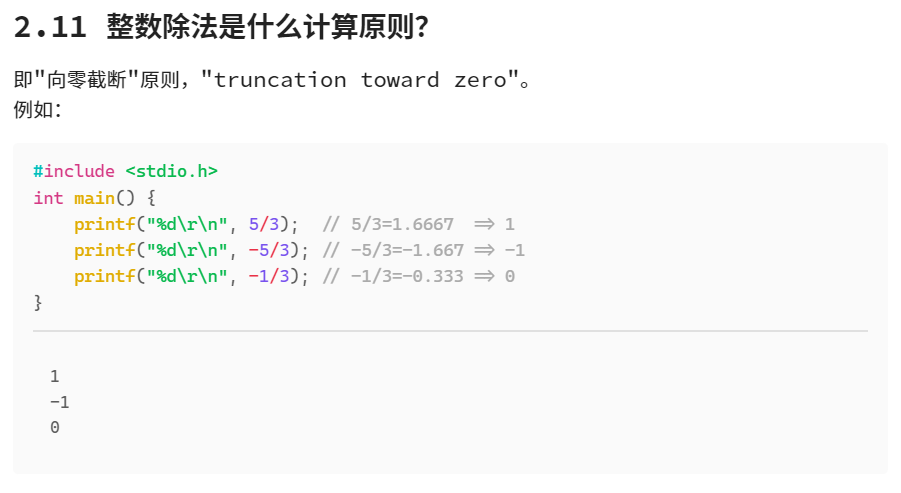 2.11 整数除法是什么计算原则?
即"向零截断"原则，"truncation toward zero"。
例如：
#include <stdio.h>
int main() {
    printf("%d\r\n", 5/3);  // 5/3=1.6667  => 1
    printf("%d\r\n", -5/3); // -5/3=-1.667 => -1
    printf("%d\r\n", -1/3); // -1/3=-0.333 => 0
}
1
-1
0